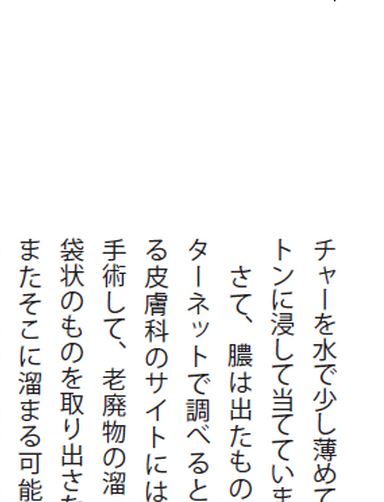 チャーを水で少し薄めて
トンに浸して当てていま
さて、膿は出たもの
ターネットで調べると
る皮膚科のサイトには
手術して、老廃物の溜
袋状のものを取り出さ
またそこに溜まる可能